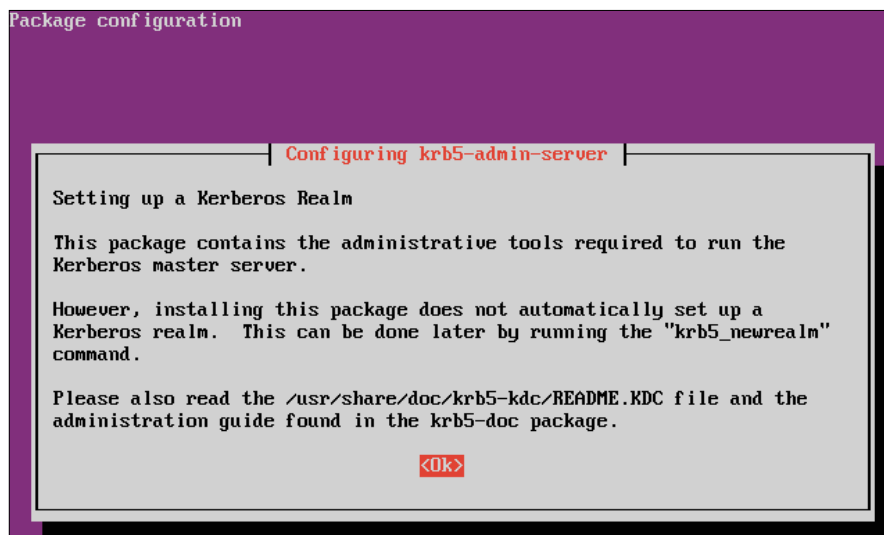 Package configuration
Configuring krb5-admin-server
Setting up a Kerberos Realm
This package contains the administrative tools required to run the
Kerberos master server.
However, installing this package does not automatically set up a
Kerberos realm.  This can be done later by running the "krb5_newrealm"
command.
Please also read the /usr/share/doc/krb5-kdc/README.KDC file and the
administration guide found in the krb5-doc package.
<Ok>